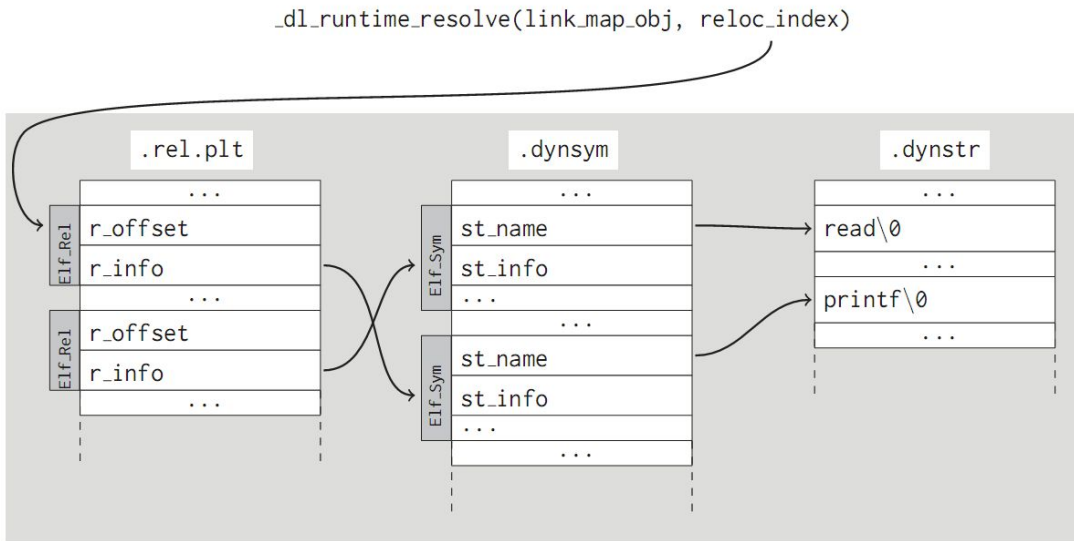 _dl_runtime_resolve(link_map_obj, reloc_index)
.rel.plt
...
Elf_Rel
r_offset
r_info
...
Elf_Rel
r_offset
r_info
...
.dynsym
...
Elf_Sym
st_name
st_info
...
...
Elf_Sym
st_name
st_info
...
...
.dynstr
...
read\0
...
printf\0
...